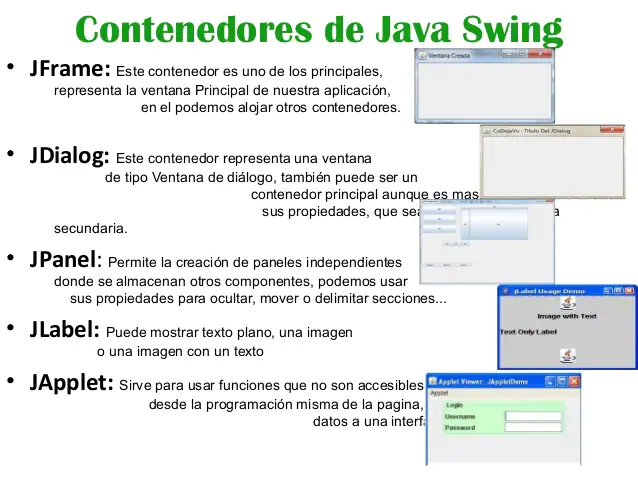 Contenedores de Java Swing
• JFrame: Este contenedor es uno de los principales,
representa la ventana Principal de nuestra aplicación,
en el podemos alojar otros contenedores.
Ventana Creada
• JDialog: Este contenedor representa una ventana
de tipo Ventana de diálogo, también puede ser un
contenedor principal aunque es mas
sus propiedades, que sea
a
secundaria.
CoDejaVu : Título Del JDialog
• JPanel: Permite la creación de paneles independientes
donde se almacenan otros componentes, podemos usar
sus propiedades para ocultar, mover o delimitar secciones...
• JLabel: Puede mostrar texto plano, una imagen
o una imagen con un texto
JLabel Usage Demo
Image with Text
Text Only Label
• JApplet: Sirve para usar funciones que no son accesibles
desde la programación misma de la pagina,
datos a una interfa
Applet Viewer: JAppletDemo
Applet
Login
Username
Password